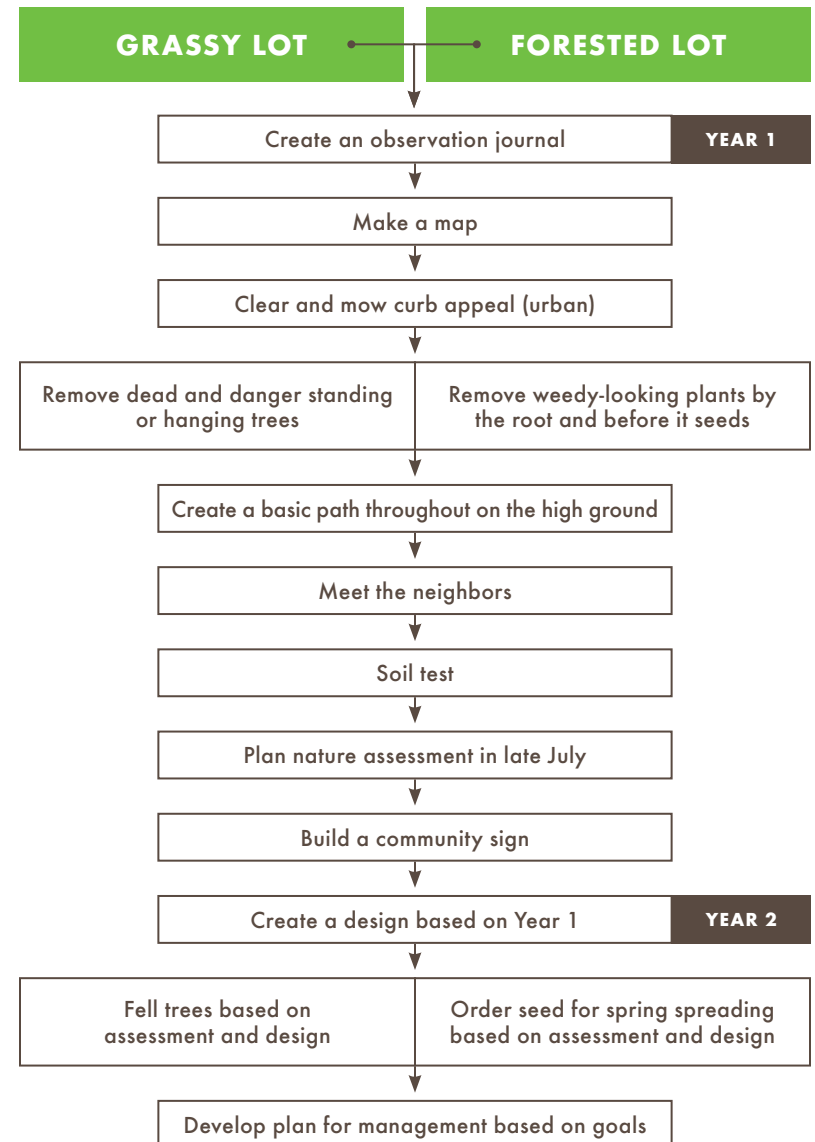 GRASSY LOT
FORESTED LOT
Create an observation journal
YEAR 1
Make a map
Clear and mow curb appeal (urban)
Remove dead and danger standing
or hanging trees
Remove weedy-looking plants by
the root and before it seeds
Create a basic path throughout on the high ground
Meet the neighbors
Soil test
Plan nature assessment in late July
Build a community sign
Create a design based on Year 1
YEAR 2
Fell trees based on
assessment and design
Order seed for spring spreading
based on assessment and design
Develop plan for management based on goals